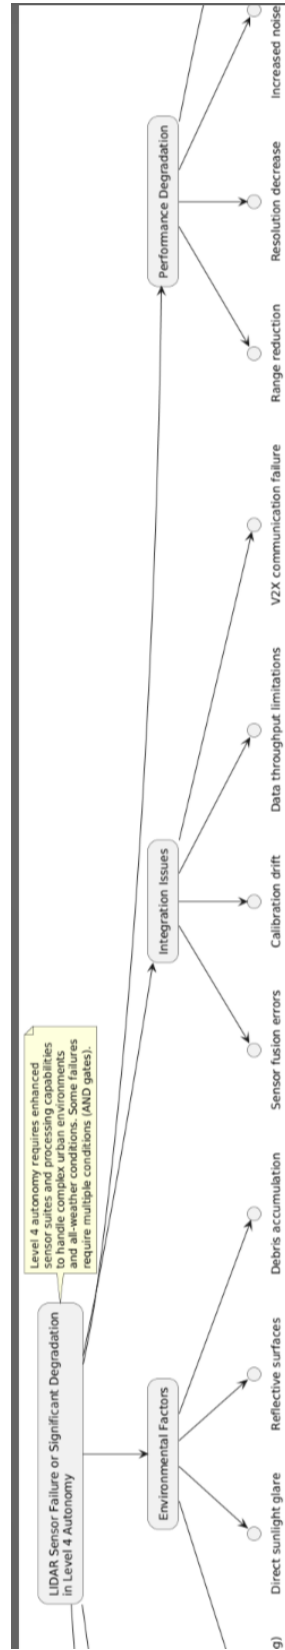 Level 4 autonomy requires enhanced
sensor suites and processing capabilities
to handle complex urban environments
and all-weather conditions. Some failures
require multiple conditions (AND gates).
LIDAR Sensor Failure or Significant Degradation
in Level 4 Autonomy
Environmental Factors
Integration Issues
Performance Degradation
g)
Direct sunlight glare
Reflective surfaces
Debris accumulation
Sensor fusion errors
Calibration drift
Data throughput limitations
V2X communication failure
Range reduction
Resolution decrease
Increased noise